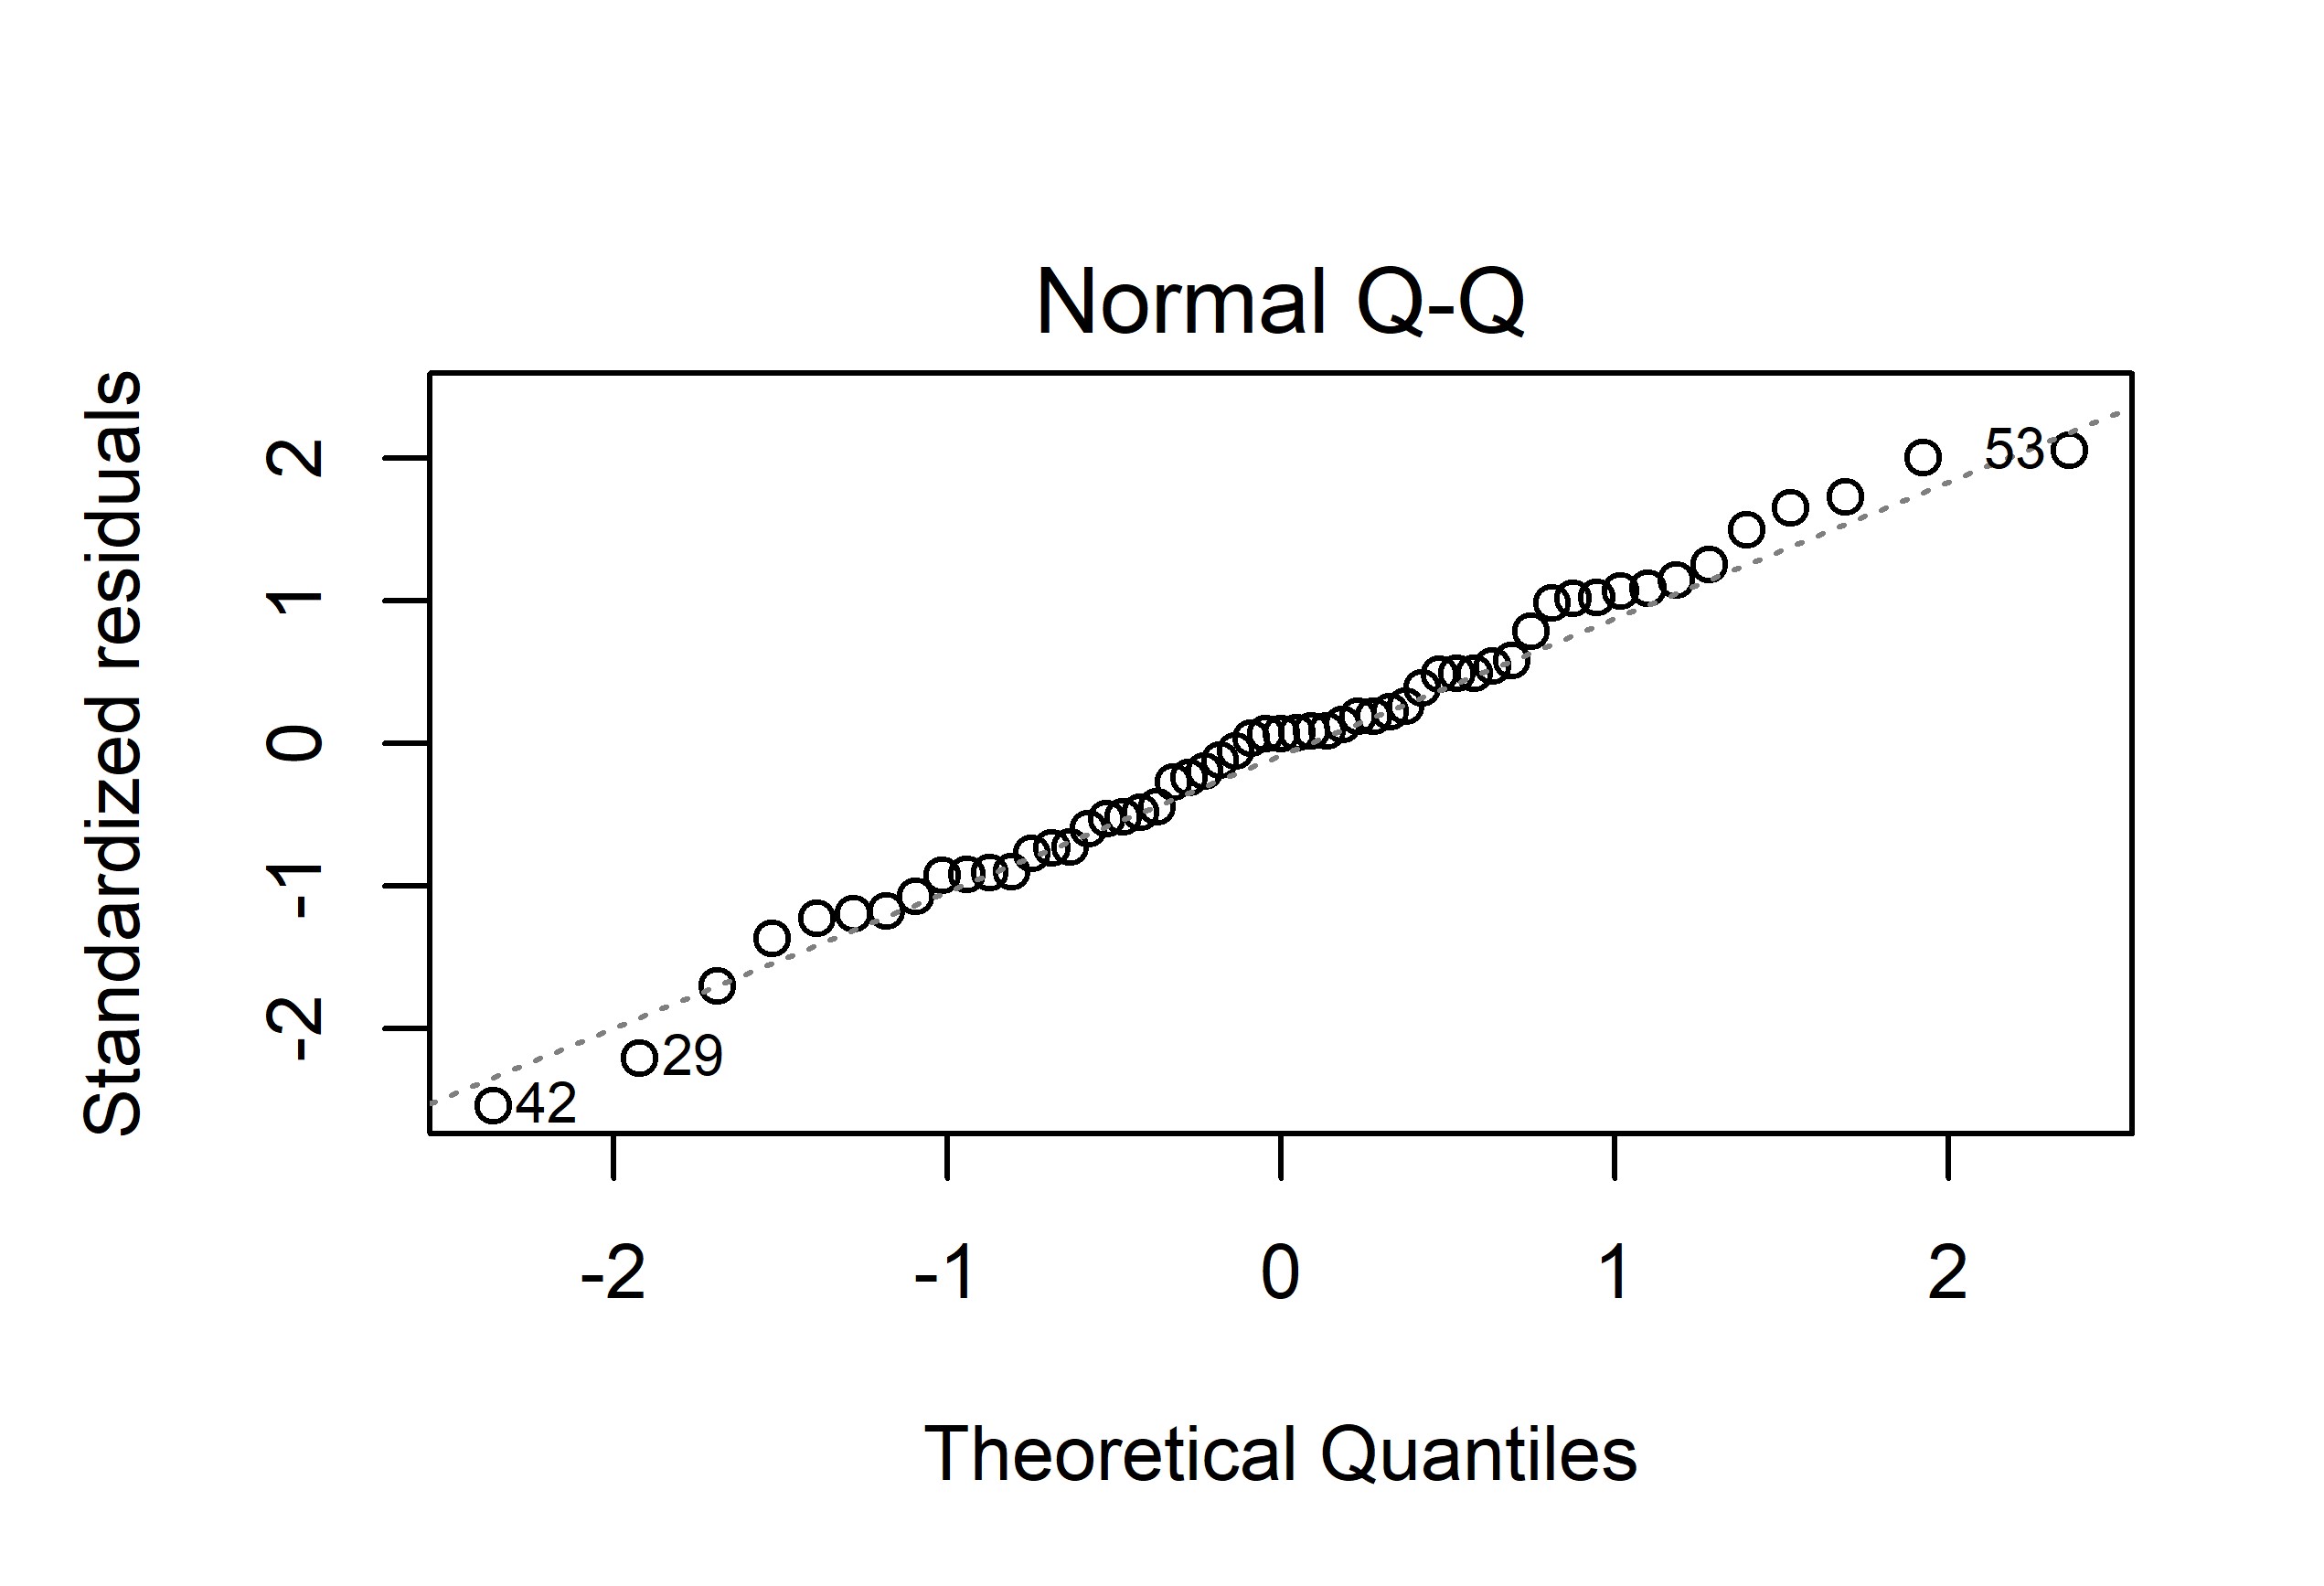 Normal Q-Q
Standardized residuals
2
1
0
-1
-2
53
29
42
-2 -1 0 1 2
Theoretical Quantiles